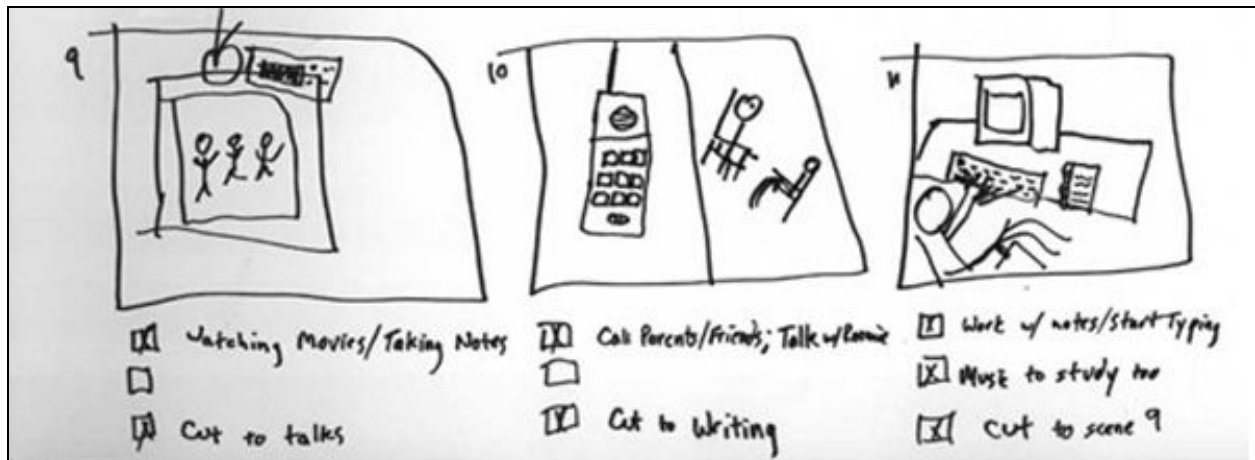 9
Watching Movies/Taking Notes
Cut to talks
10
Call Parents/Friends; Talk w/Roomie
Cut to Writing
11
Work w/ notes/Start Typing
Music to study too
Cut to scene 9